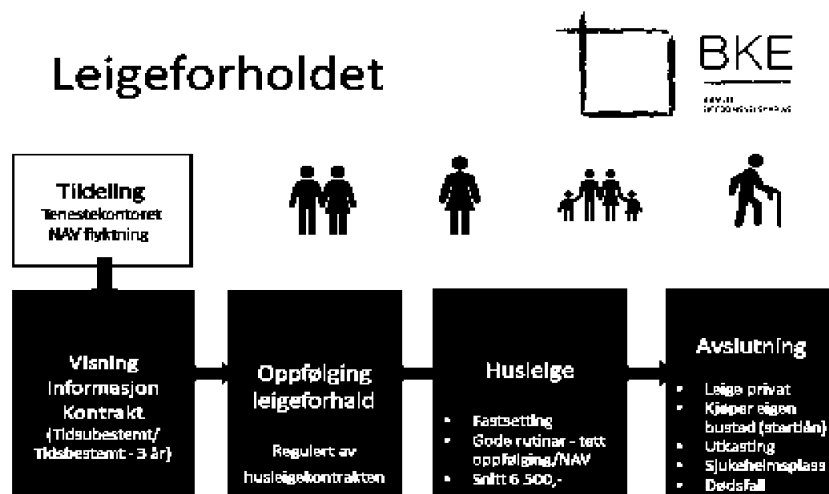 Leigeforholdet
BKE
Tildeling
Tenestekontoret
NAV flyktning
Visning
Informasjon
Kontrakt
(Tidsubestemt/
Tidsbestemt - 3 år)
Oppfølging
leigeforhald
Regulert av
husleigekontrakten
Husleige
• Fastsetting
• Gode rutinar - tett
oppfølging/NAV
• Snitt 6 500,-
Avslutning
• Leige privat
• Kjøper eigen
bustad (startlån)
• Utkasting
• Sjukeheimsplass
• Dødsfall